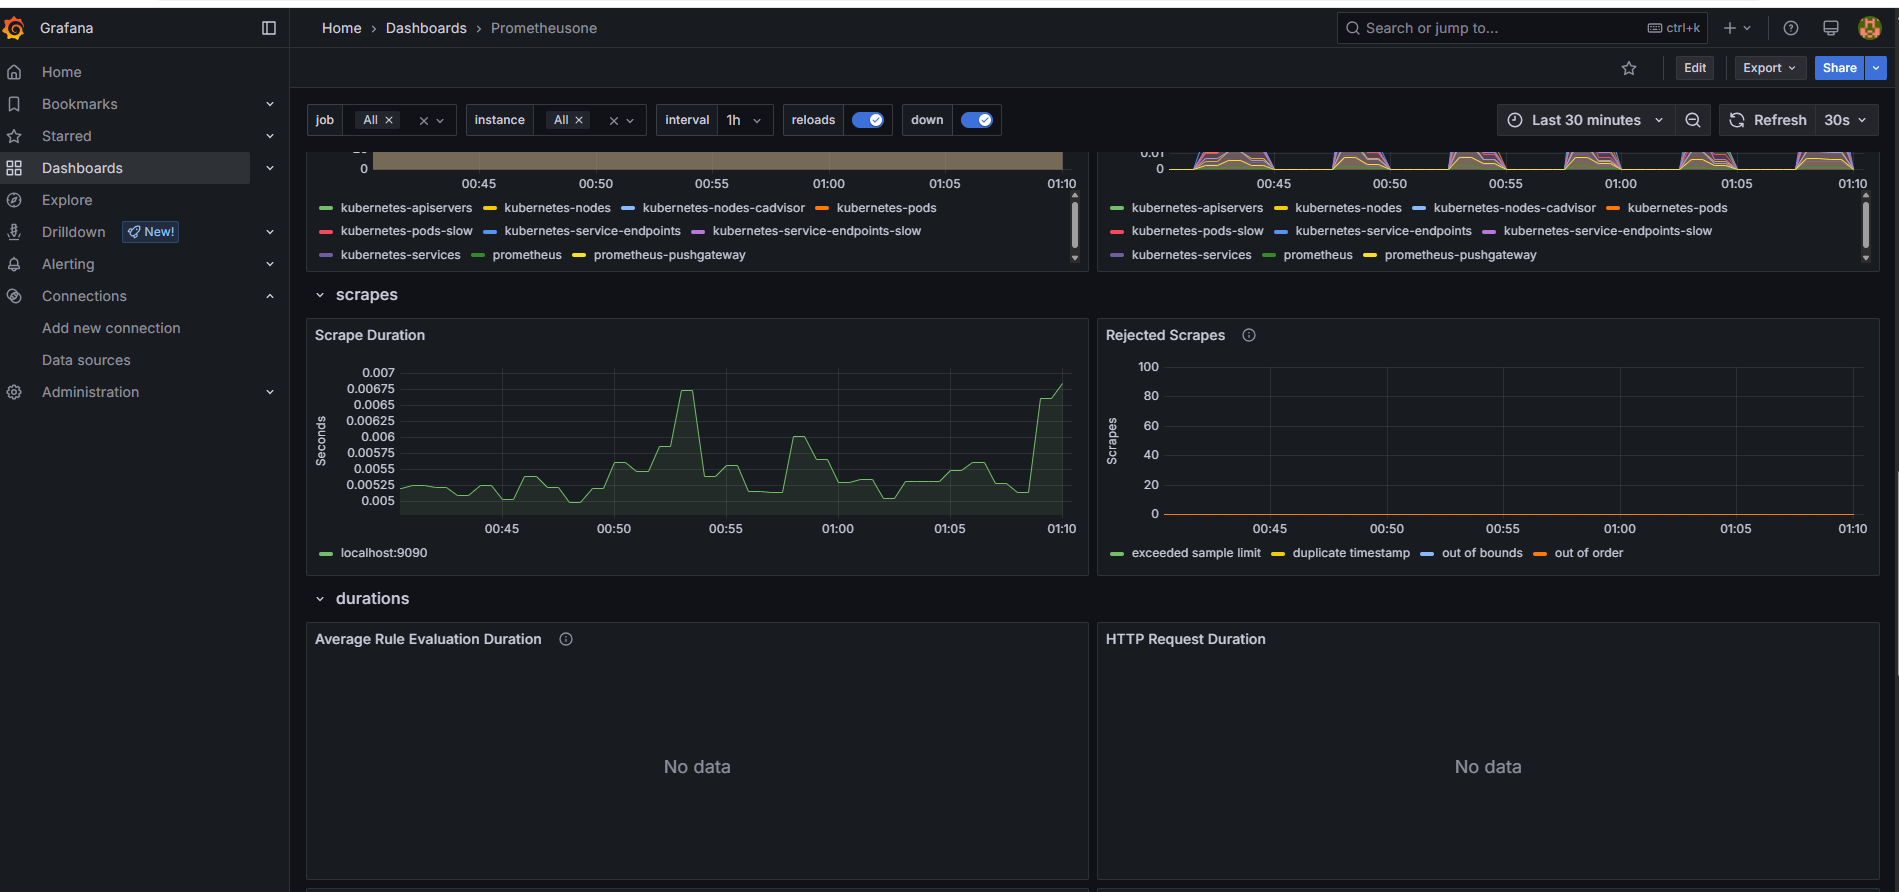 Grafana
Home › Dashboards › Prometheusone
Search or jump to...
ctrl+k
Home
Bookmarks
Starred
Dashboards
Explore
Drilldown New!
Alerting
Connections
Add new connection
Data sources
Administration
Edit
Export
Share
job All
instance All
interval 1h
reloads
down
Last 30 minutes
Refresh 30s
0
00:45 00:50 00:55 01:00 01:05 01:10
kubernetes-apiservers kubernetes-nodes kubernetes-nodes-cadvisor kubernetes-pods
kubernetes-pods-slow kubernetes-service-endpoints kubernetes-service-endpoints-slow
kubernetes-services prometheus prometheus-pushgateway
0.01
0
00:45 00:50 00:55 01:00 01:05 01:10
kubernetes-apiservers kubernetes-nodes kubernetes-nodes-cadvisor kubernetes-pods
kubernetes-pods-slow kubernetes-service-endpoints kubernetes-service-endpoints-slow
kubernetes-services prometheus prometheus-pushgateway
scrapes
Scrape Duration
Seconds
0.007
0.00675
0.0065
0.00625
0.006
0.00575
0.0055
0.00525
0.005
00:45 00:50 00:55 01:00 01:05 01:10
localhost:9090
Rejected Scrapes
Scrapes
100
80
60
40
20
0
00:45 00:50 00:55 01:00 01:05 01:10
exceeded sample limit duplicate timestamp out of bounds out of order
durations
Average Rule Evaluation Duration
No data
HTTP Request Duration
No data